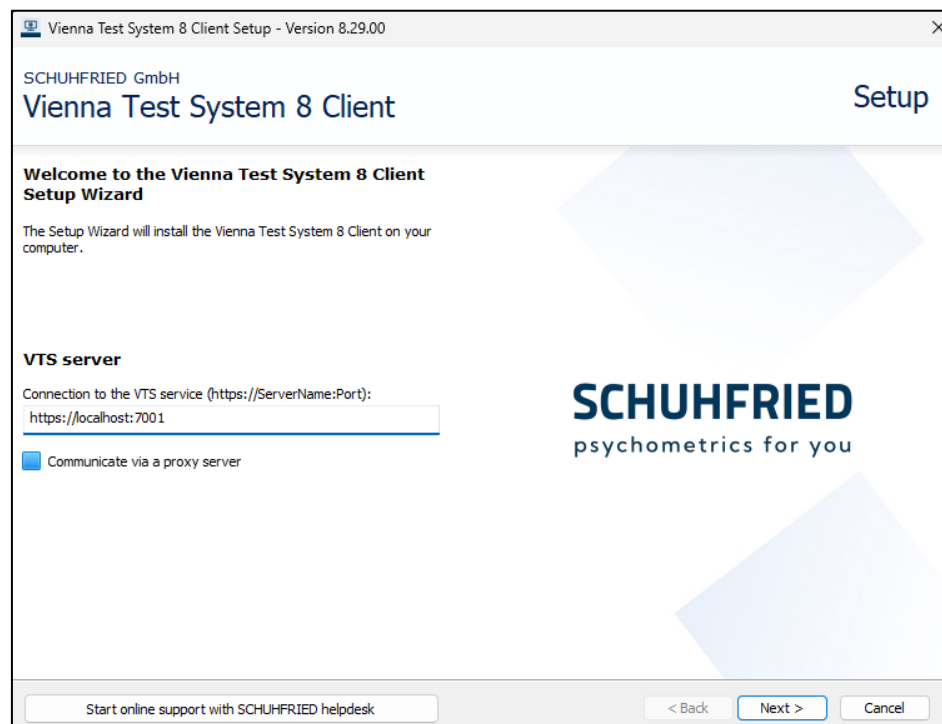 Vienna Test System 8 Client Setup - Version 8.29.00
SCHUHFRIED GmbH
Vienna Test System 8 Client
Setup
Welcome to the Vienna Test System 8 Client
Setup Wizard
The Setup Wizard will install the Vienna Test System 8 Client on your
computer.
VTS server
Connection to the VTS service (https://ServerName:Port):
https://localhost:7001
Communicate via a proxy server
SCHUHFRIED
psychometrics for you
Start online support with SCHUHFRIED helpdesk
< Back
Next >
Cancel